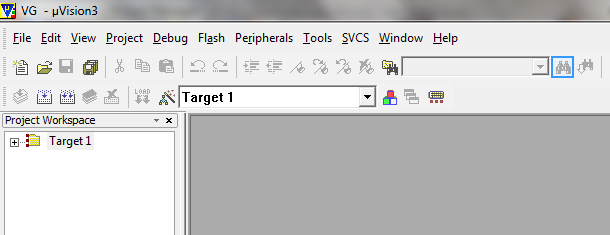 VG - µVision3
File Edit View Project Debug Flash Peripherals Tools SVCS Window Help
LOAD
Target 1
Project Workspace
Target 1